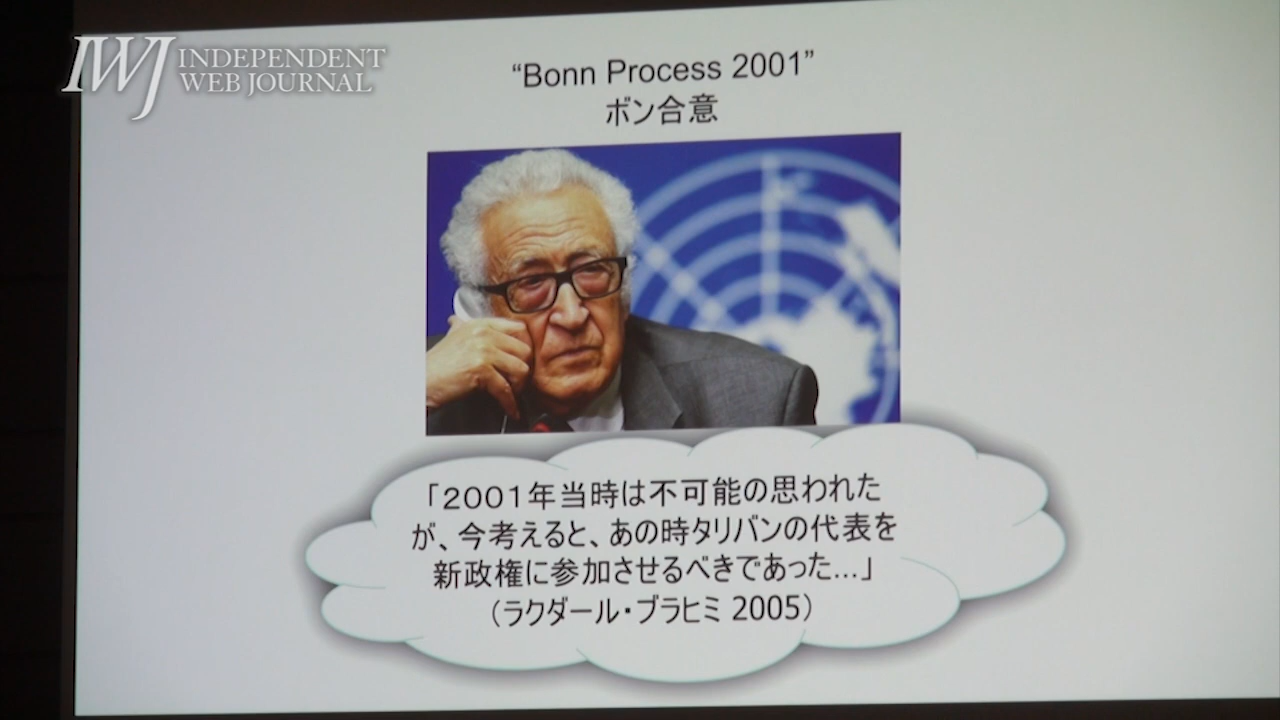 IWJ INDEPENDENT
WEB JOURNAL
“Bonn Process 2001”
ボン合意
「２００１年当時は不可能の思われた
が、今考えると、あの時タリバンの代表を
新政権に参加させるべきであった…」
（ラクダール・ブラヒミ 2005）